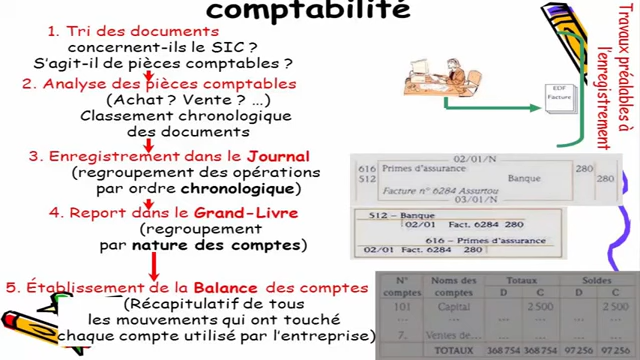 comptabilité
1. Tri des documents
concernent-ils le SIC ?
S'agit-il de pièces comptables ?
2. Analyse des pièces comptables
(Achat ? Vente ? ...)
Classement chronologique
des documents
3. Enregistrement dans le Journal
(regroupement des opérations
par ordre chronologique)
4. Report dans le Grand-Livre
(regroupement
par nature des comptes)
5. Établissement de la Balance des comptes
(Récapitulatif de tous
les mouvements qui ont touché
chaque compte utilisé par l'entreprise)
Travaux préalables à
l'enregistrement
EDF
Facture
02/01/N
616 Primes d'assurance 280
512 Banque 280
Facture n° 6284 Assurtou
03/01/N
512 – Banque
02/01 Fact. 6284 280
616 – Primes d'assurance
02/01 Fact. 6284 280
N° comptes Noms des comptes Totaux Soldes
D C D C
101 Capital 2 500 2 500
... ... ... ... ... ...
7. Ventes de... ... ... ... ...
TOTAUX 368 754 368 754 97 256 97 256